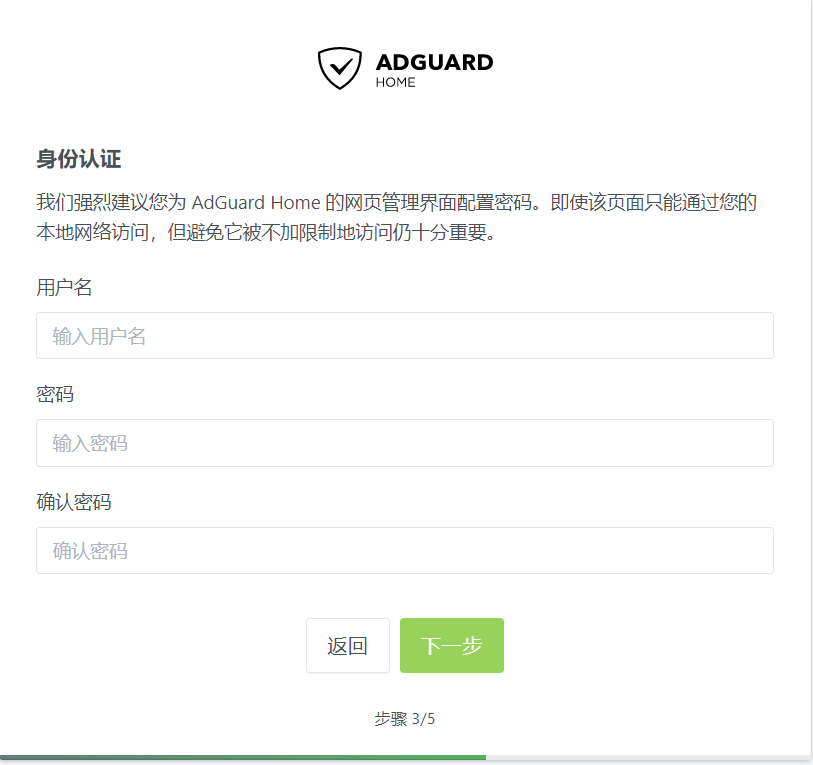 ADGUARD
HOME
身份认证
我们强烈建议您为 AdGuard Home 的网页管理界面配置密码。即使该页面只能通过您的
本地网络访问，但避免它被不加限制地访问仍十分重要。
用户名
输入用户名
密码
输入密码
确认密码
确认密码
返回 下一步
步骤 3/5